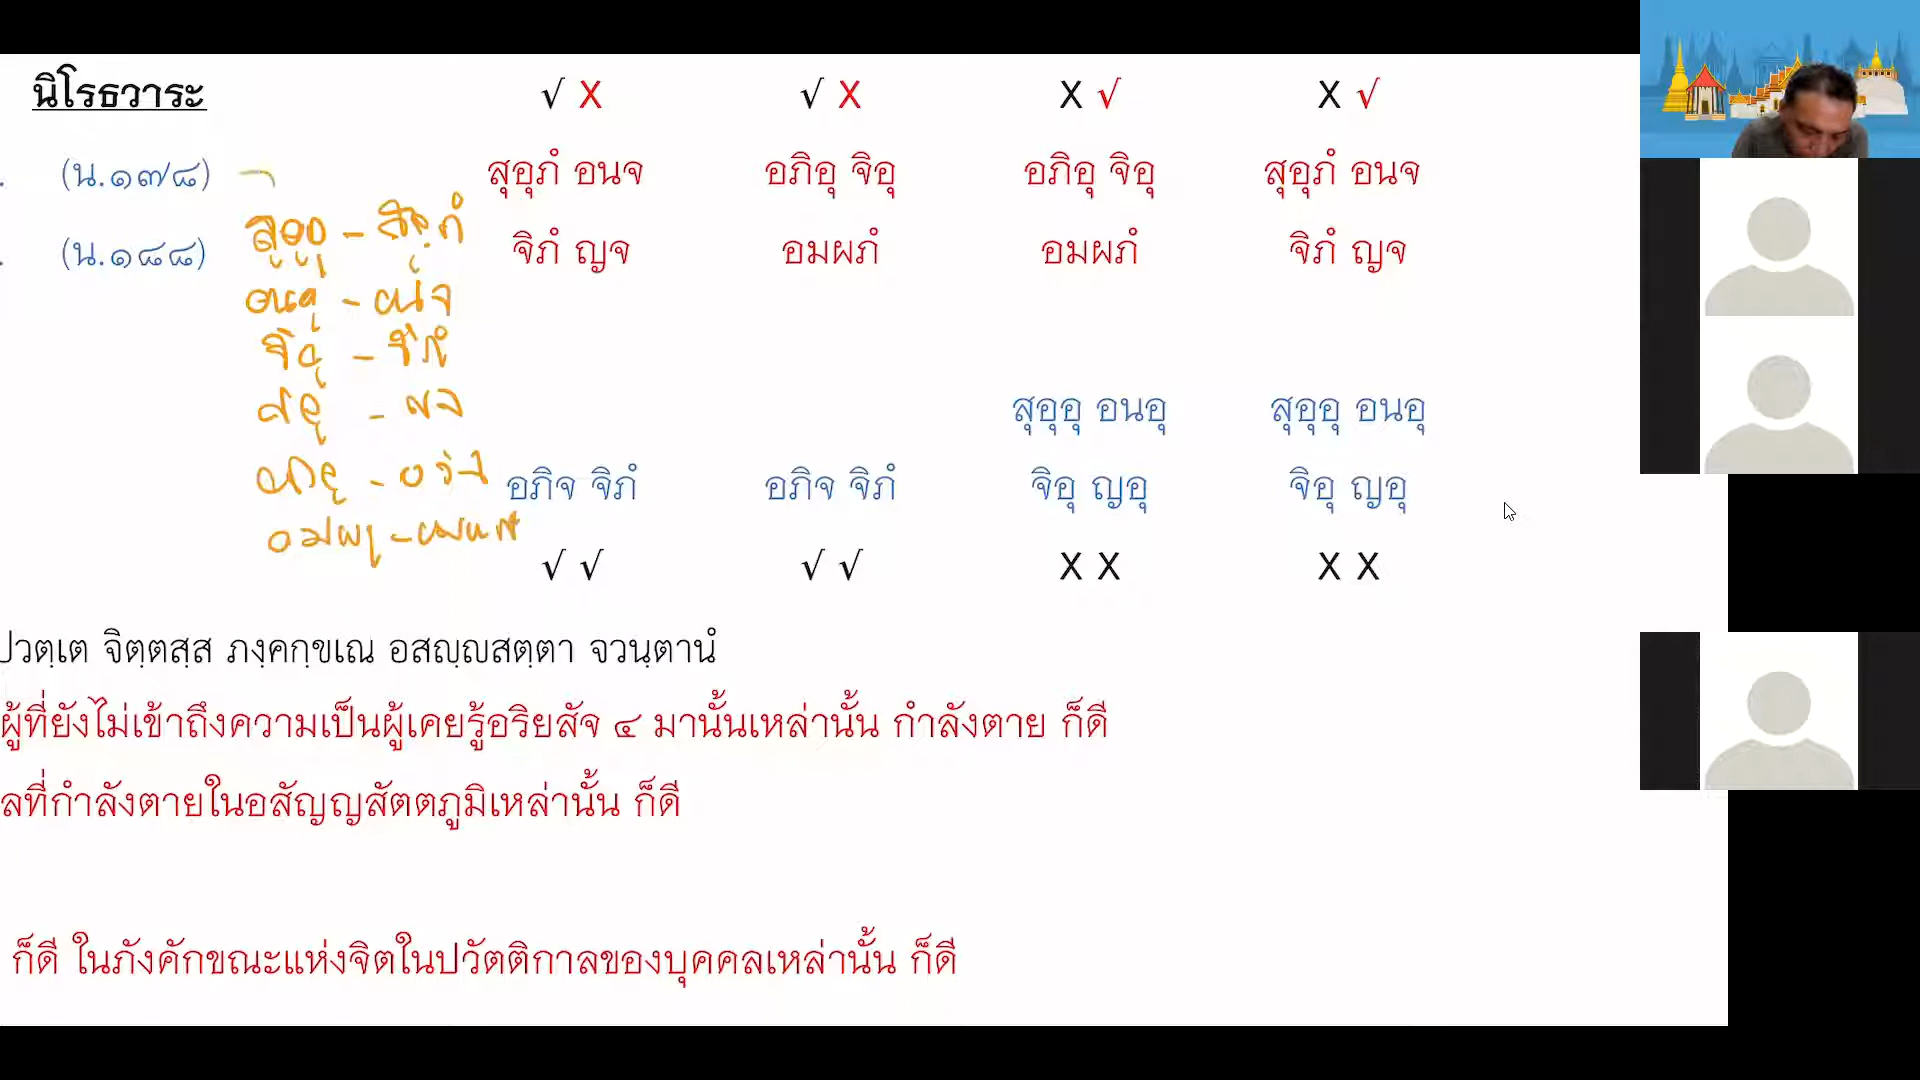 นิโรธวาระ √ X √ X X √ X √
. (น.๑๗๘) สุอุภํ อนจ อภิอุ จิอุ อภิอุ จิอุ สุอุภํ อนจ
. (น.๑๘๘) จิภํ ญจ อมผภํ อมผภํ จิภํ ญจ
สุอุอุ อนอุ สุอุอุ อนอุ
อภิจ จิภํ อภิจ จิภํ จิอุ ญอุ จิอุ ญอุ
√ √ √ √ X X X X
ปวตฺเต จิตฺตสฺส ภงฺคกฺขเณ อสญฺญสตฺตา จวนฺตานํ
ผู้ที่ยังไม่เข้าถึงความเป็นผู้เคยรู้อริยสัจ ๔ มานั้นเหล่านั้น กำลังตาย ก็ดี
ลที่กำลังตายในอสัญญสัตตภูมิเหล่านั้น ก็ดี
ก็ดี ในภังคักขณะแห่งจิตในปวัตติกาลของบุคคลเหล่านั้น ก็ดี